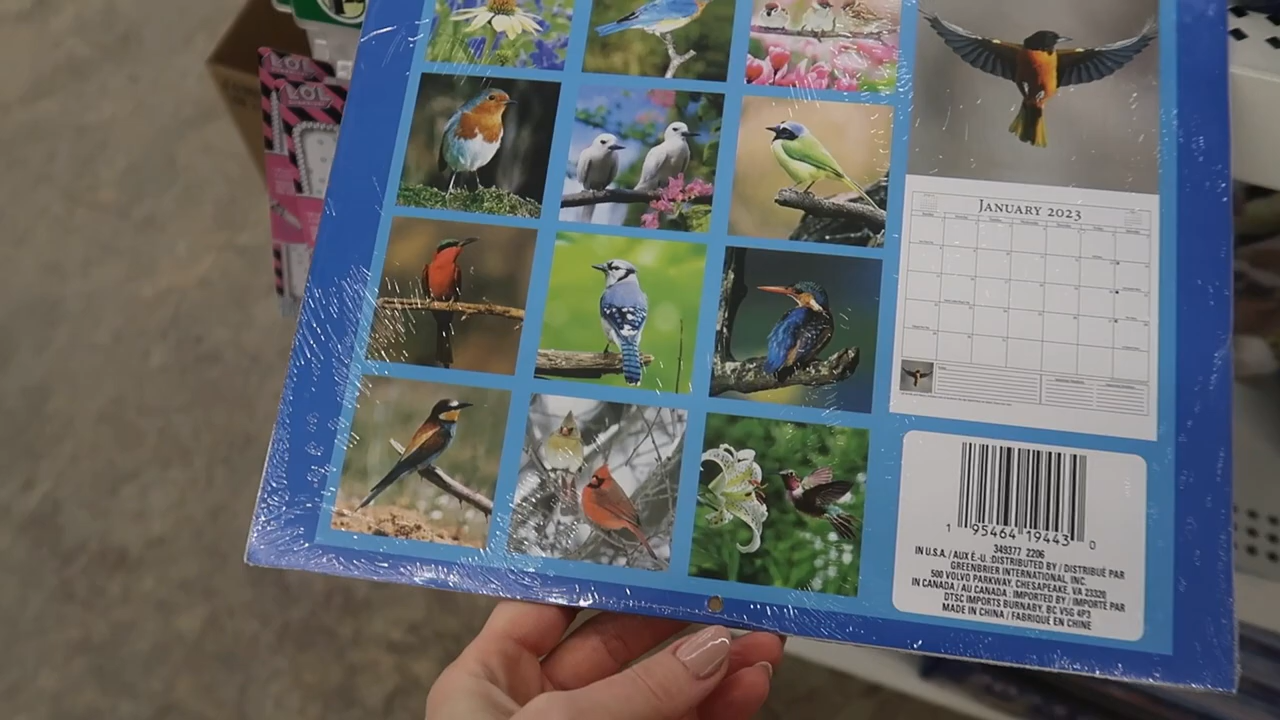 LOL
LOL
JANUARY 2023
1 95464 19443 0
349377 2206
IN U.S.A. / AUX É.-U. :DISTRIBUTED BY / DISTRIBUÉ PAR
GREENBRIER INTERNATIONAL, INC.
500 VOLVO PARKWAY, CHESAPEAKE, VA 23320
IN CANADA / AU CANADA : IMPORTED BY / IMPORTÉ PAR
DTSC IMPORTS BURNABY, BC V5G 4P3
MADE IN CHINA / FABRIQUÉ EN CHINE